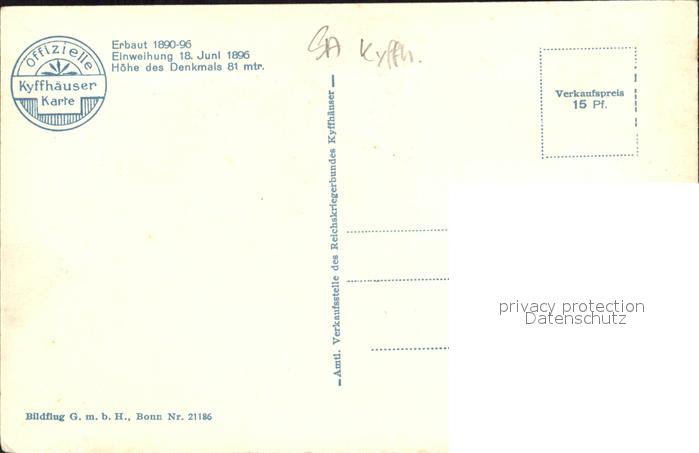 Offizielle
Kyffhäuser
Karte
Erbaut 1890-96
Einweihung 18. Juni 1896
Höhe des Denkmals 81 mtr.
SA Kyffh.
Verkaufspreis
15 Pf.
Amtl. Verkaufsstelle des Reichskriegerbundes Kyffhäuser
privacy protection
Datenschutz
Bildflug G. m. b. H., Bonn Nr. 21186